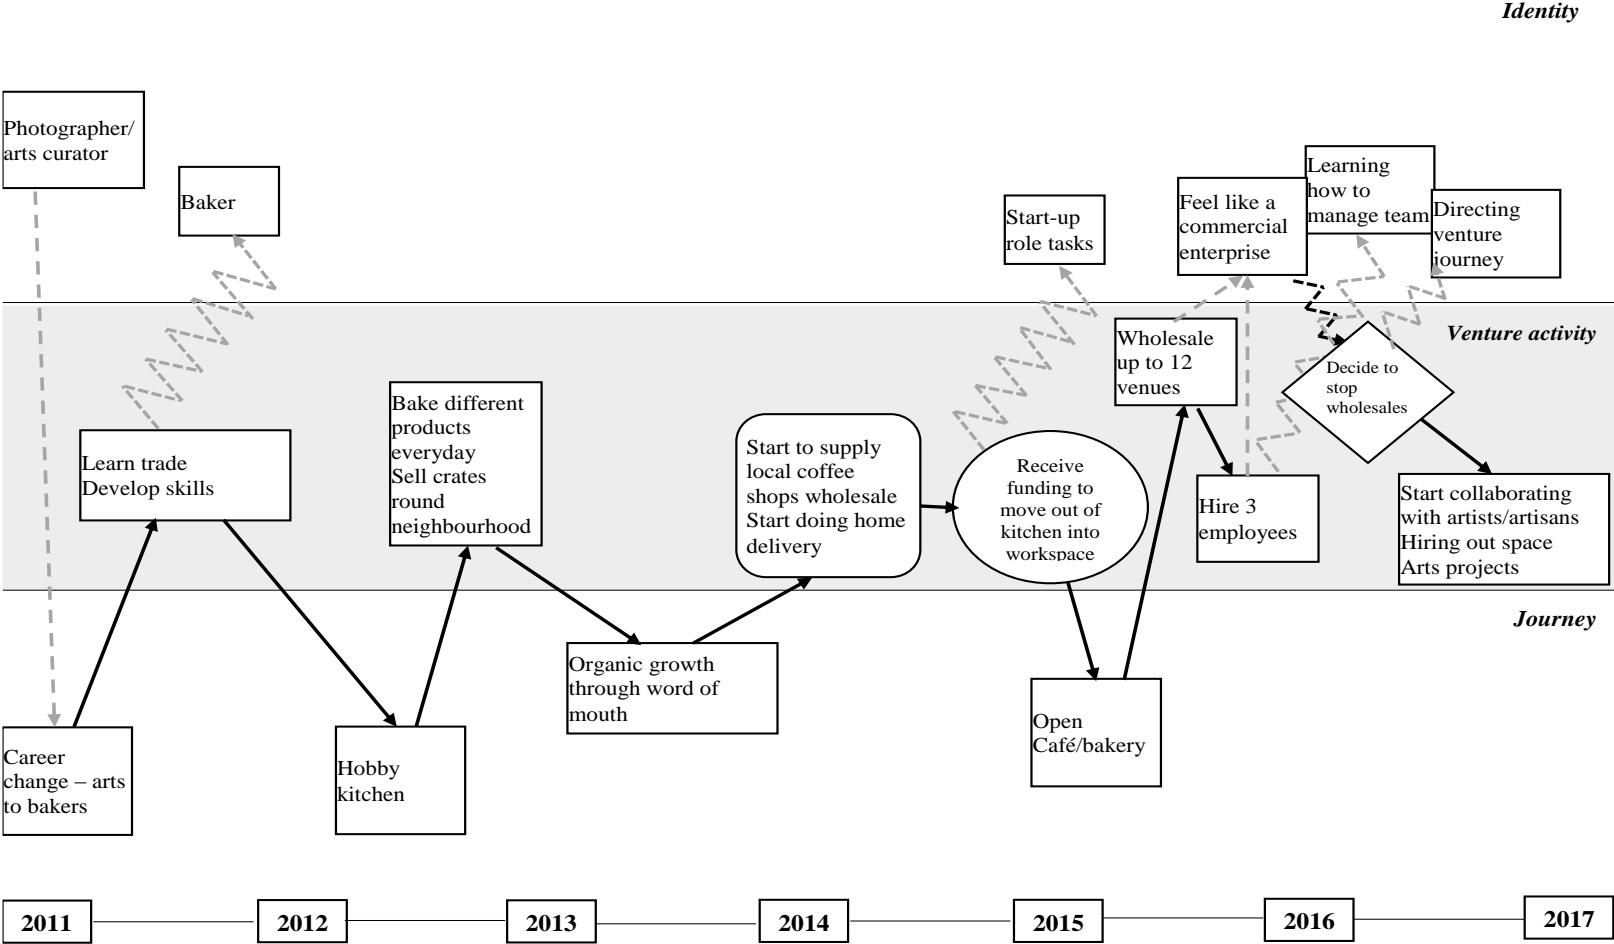 Identity
Photographer/
arts curator
Baker
Start-up
role tasks
Feel like a
commercial
enterprise
Learning
how to
manage team
Directing
venture
journey
Venture activity
Learn trade
Develop skills
Bake different
products
everyday
Sell crates
round
neighbourhood
Start to supply
local coffee
shops wholesale
Start doing home
delivery
Receive
funding to
move out of
kitchen into
workspace
Wholesale
up to 12
venues
Hire 3
employees
Decide to
stop
wholesales
Start collaborating
with artists/artisans
Hiring out space
Arts projects
Journey
Career
change – arts
to bakers
Hobby
kitchen
Organic growth
through word of
mouth
Open
Café/bakery
2011
2012
2013
2014
2015
2016
2017